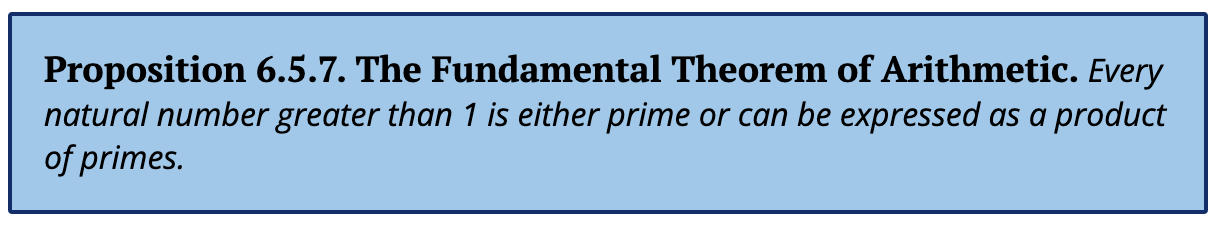 Proposition 6.5.7. The Fundamental Theorem of Arithmetic. Every
natural number greater than 1 is either prime or can be expressed as a product
of primes.